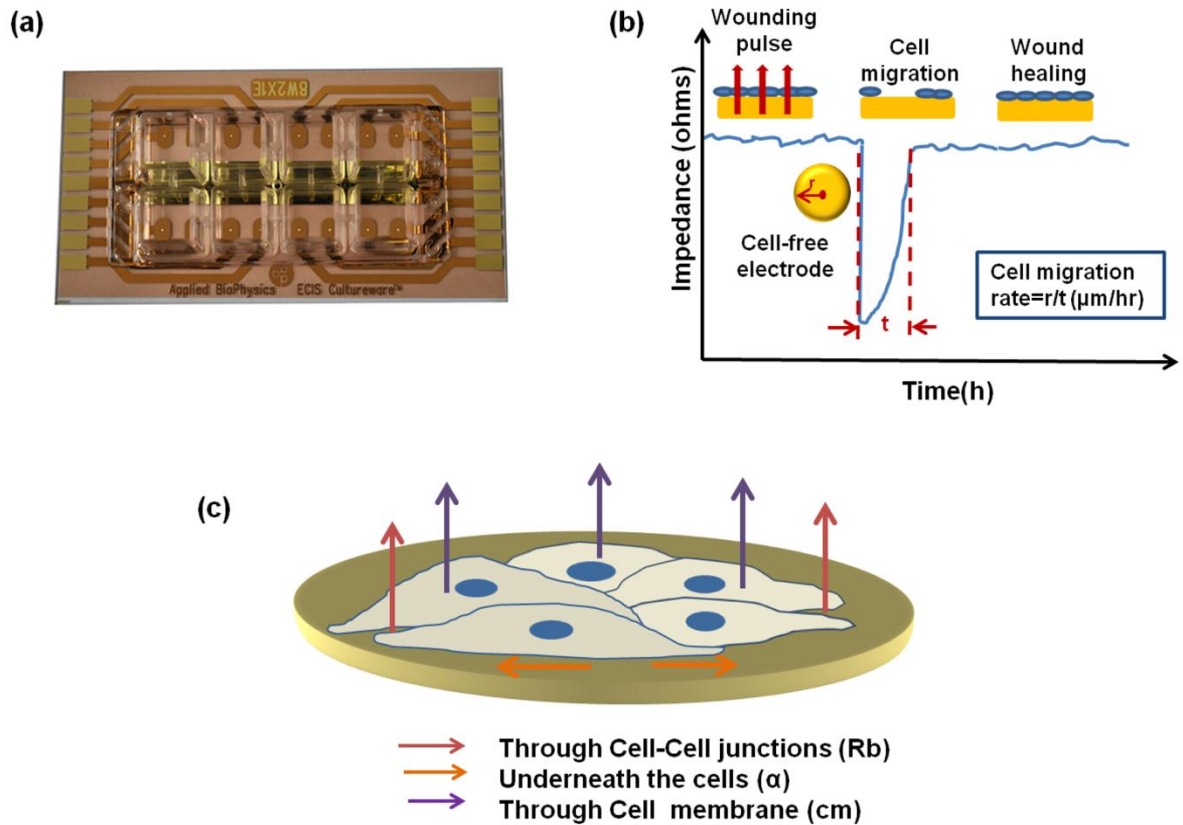 (a)
8W2X1E
Applied BioPhysics ECIS Cultureware™
(b)
Wounding
pulse
Cell
migration
Wound
healing
Impedance (ohms)
r
Cell-free
electrode
t
Cell migration
rate=r/t (μm/hr)
Time(h)
(c)
Through Cell-Cell junctions (Rb)
Underneath the cells (α)
Through Cell membrane (cm)